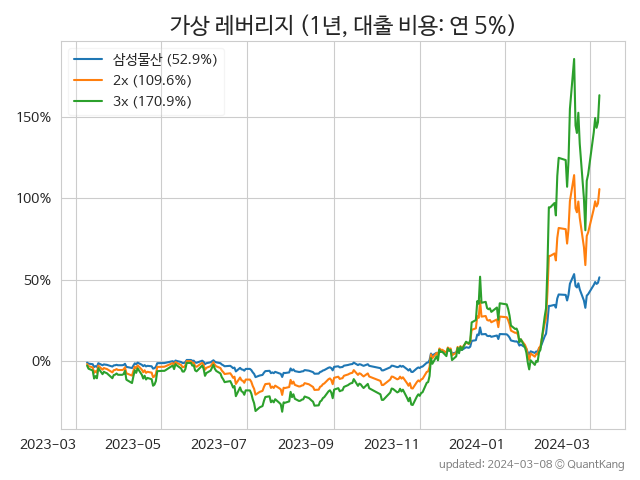 가상 레버리지 (1년, 대출 비용: 연 5%)
삼성물산 (52.9%)
2x (109.6%)
3x (170.9%)
150%
100%
50%
0%
2023-03 2023-05 2023-07 2023-09 2023-11 2024-01 2024-03
updated: 2024-03-08 © QuantKang